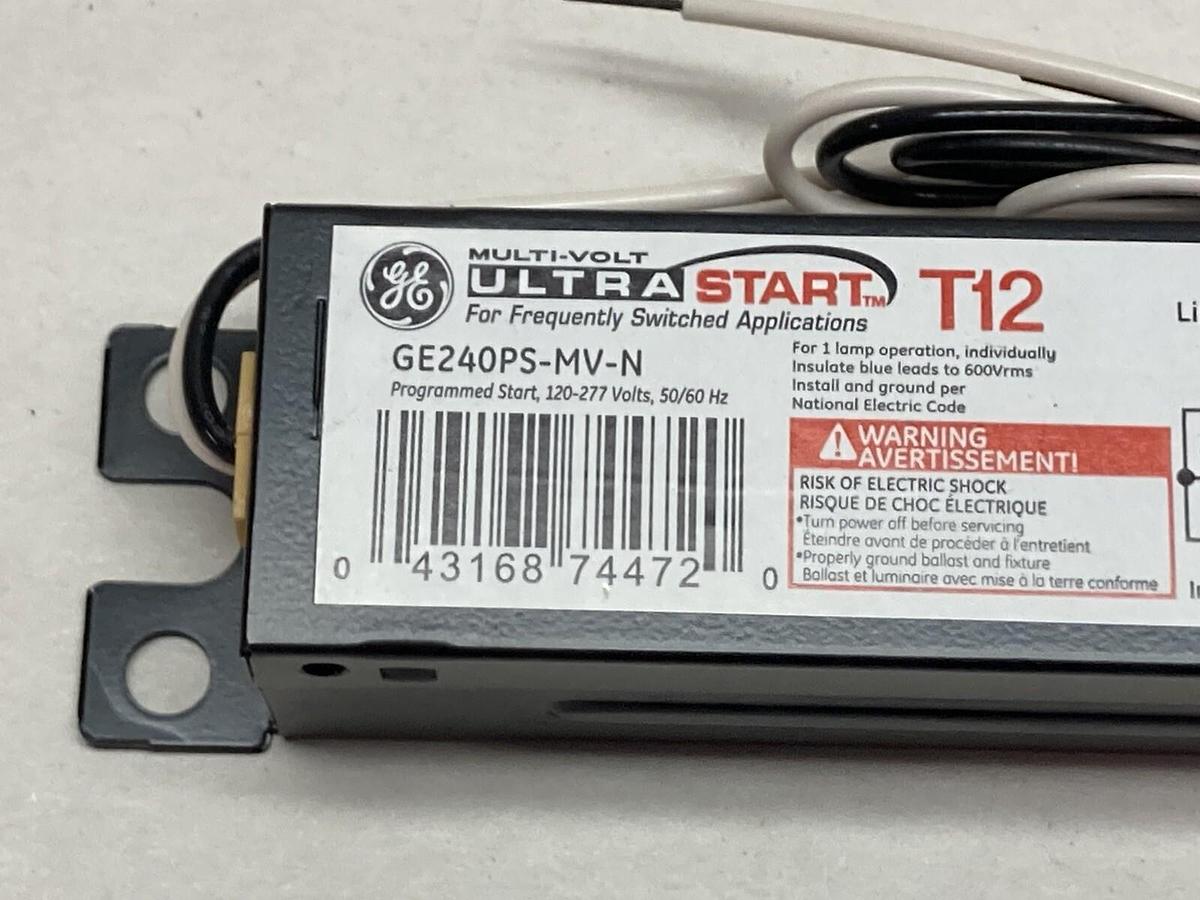 GE
MULTI-VOLT
ULTRA START™
T12
For Frequently Switched Applications
GE240PS-MV-N
Programmed Start, 120-277 Volts, 50/60 Hz
0 43168 74472 0
For 1 lamp operation, individually
Insulate blue leads to 600Vrms
Install and ground per
National Electric Code
WARNING
AVERTISSEMENT!
RISK OF ELECTRIC SHOCK
RISQUE DE CHOC ÉLECTRIQUE
•Turn power off before servicing
Éteindre avant de procéder à l'entretient
•Properly ground ballast and fixture
Ballast et luminaire avec mise à la terre conforme
Li